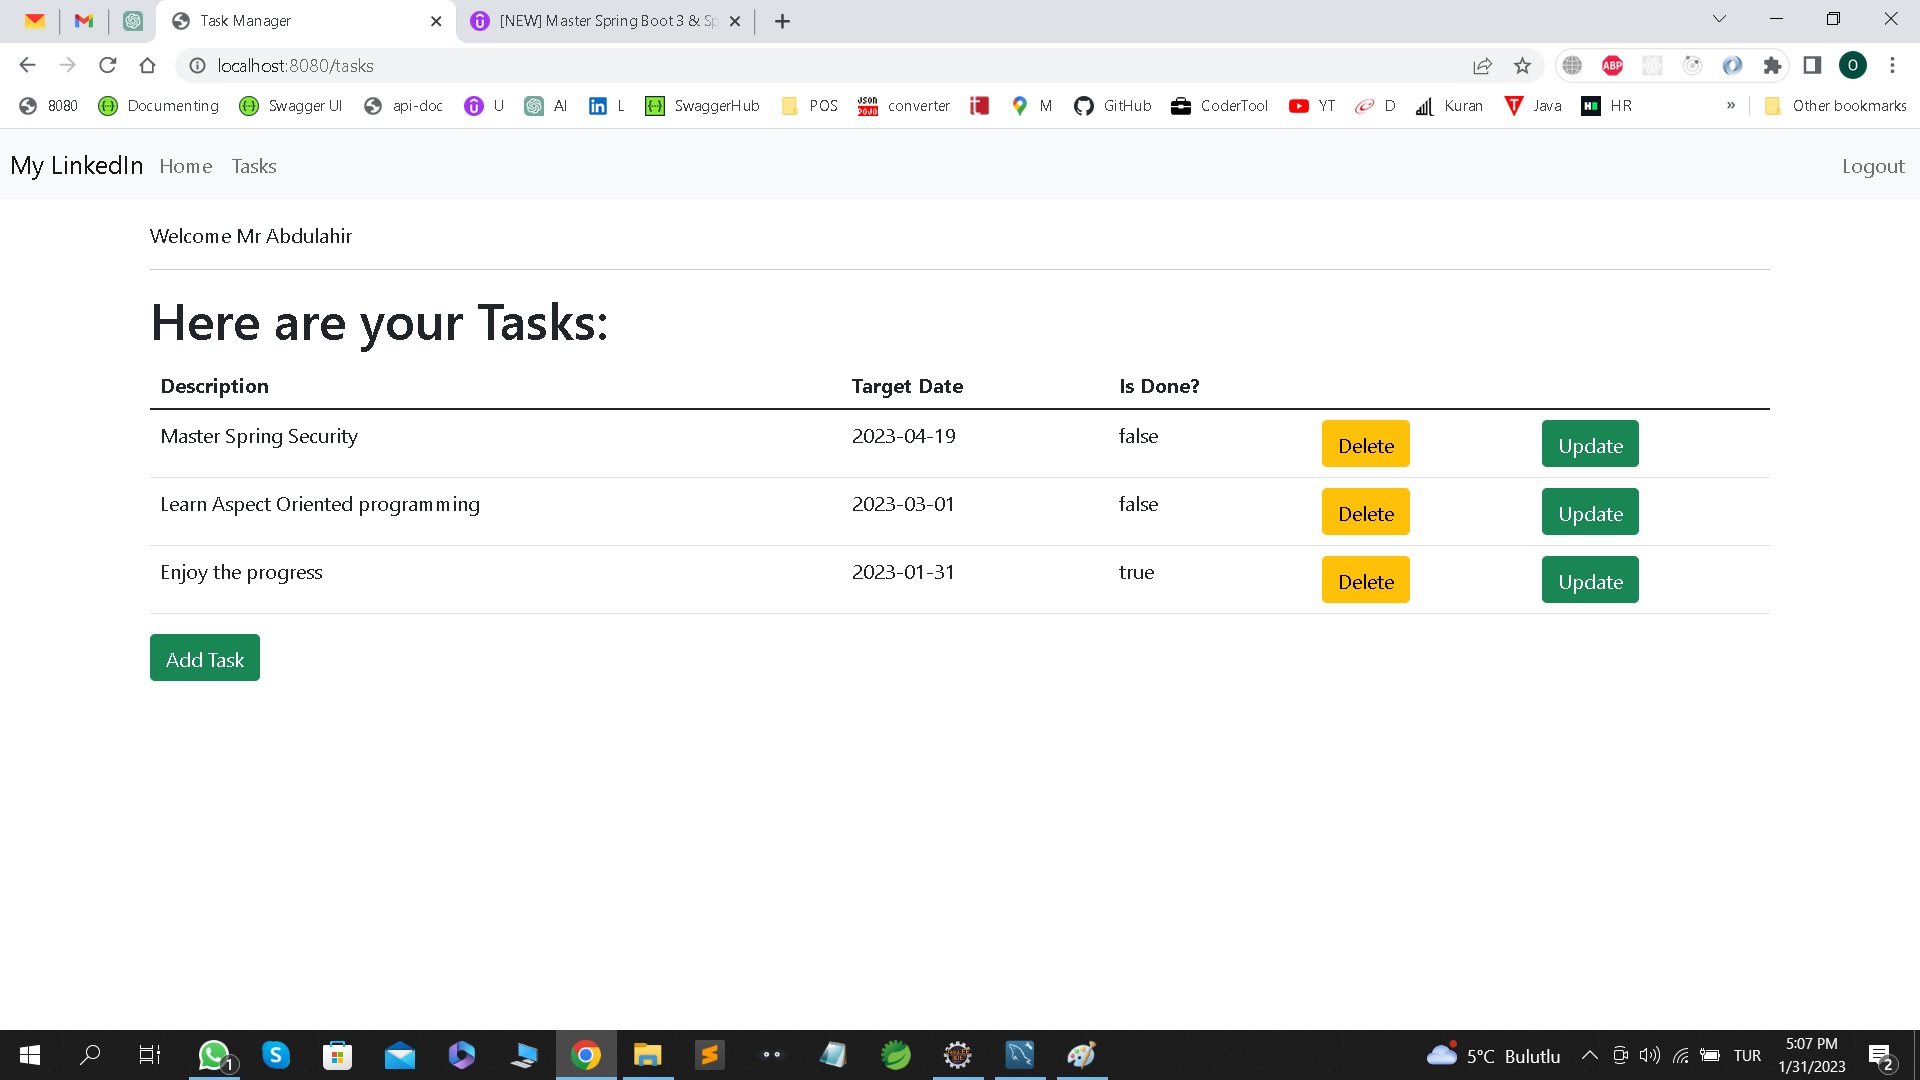 Task Manager
[NEW] Master Spring Boot 3 & Sp
localhost:8080/tasks
ABP
O
8080 Documenting Swagger UI api-doc U AI L SwaggerHub POS converter M GitHub CoderTool YT D Kuran Java HR » Other bookmarks
My LinkedIn Home Tasks Logout
Welcome Mr Abdulahir
Here are your Tasks:
Description Target Date Is Done?
Master Spring Security 2023-04-19 false Delete Update
Learn Aspect Oriented programming 2023-03-01 false Delete Update
Enjoy the progress 2023-01-31 true Delete Update
Add Task
1
5°C Bulutlu
TUR
5:07 PM
1/31/2023
2